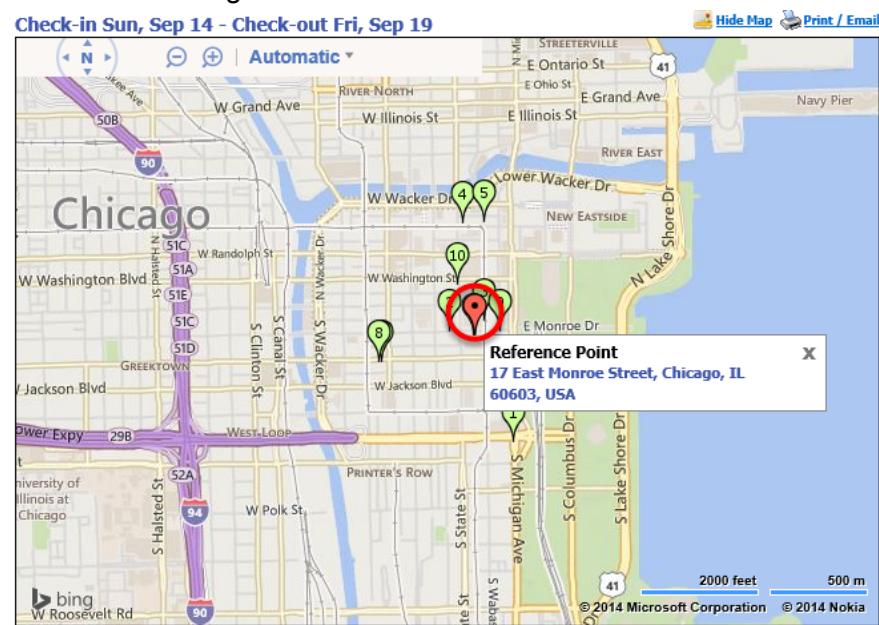 Check-in Sun, Sep 14 - Check-out Fri, Sep 19
Hide Map
Print / Email
N
Automatic
STREETERVILLE
E Ontario St
41
RIVER NORTH
E Ohio St
W Grand Ave
E Grand Ave
Navy Pier
50B
W Illinois St
E Illinois St
90
RIVER EAST
Lower Wacker Dr
W Wacker Dr
4
5
Chicago
NEW EASTSIDE
51C
N Halsted St
W Randolph St
N Wacker Dr
10
N Lake Shore Dr
51A
W Washington Blvd
W Washington St
51E
51C
S Canal St
S Clinton St
S Wacker Dr
E Monroe Dr
8
51D
GREEKTOWN
Reference Point
X
17 East Monroe Street, Chicago, IL
60603, USA
Jackson Blvd
W Jackson Blvd
1
29B
WEST LOOP
52A
PRINTER'S ROW
S Michigan Ave
S Columbus Dr
S Lake Shore Dr
Illinois at
Chicago
94
S Halsted St
W Polk St
S State St
41
2000 feet
500 m
bing
© 2014 Microsoft Corporation
© 2014 Nokia
W Roosevelt Rd
90